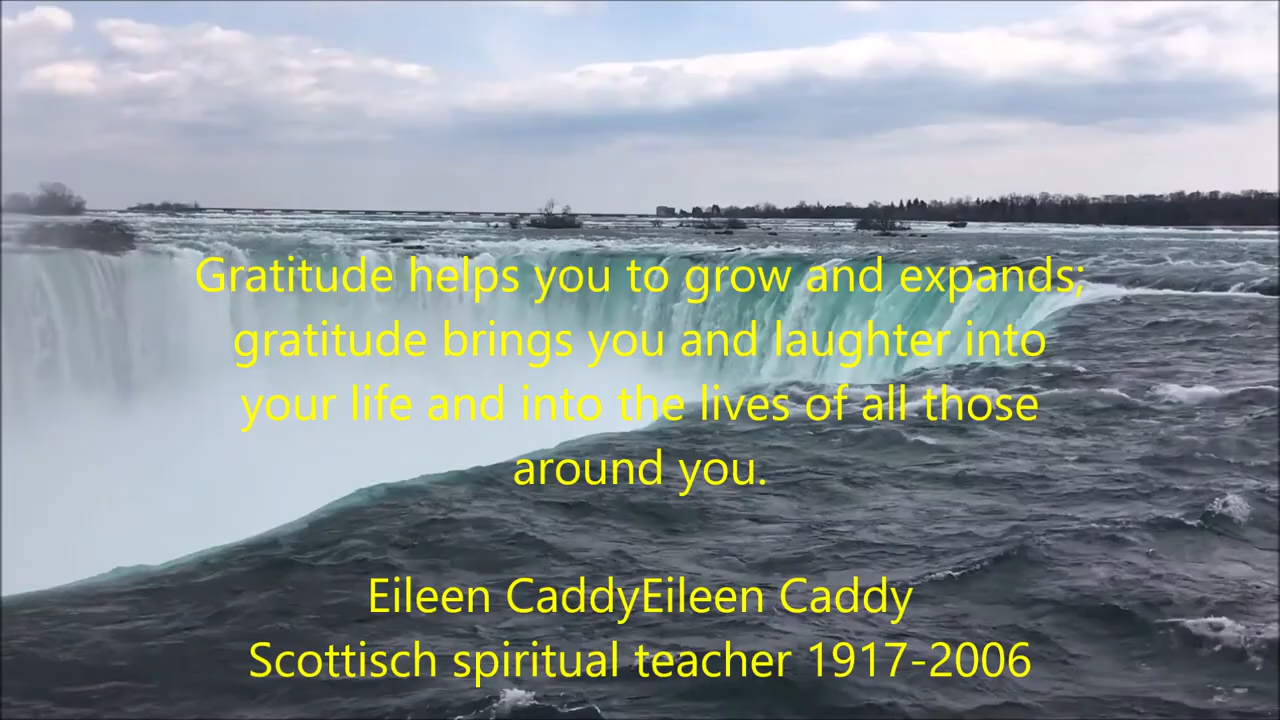 Gratitude helps you to grow and expands;
gratitude brings you and laughter into
your life and into the lives of all those
around you.
Eileen CaddyEileen Caddy
Scottisch spiritual teacher 1917-2006